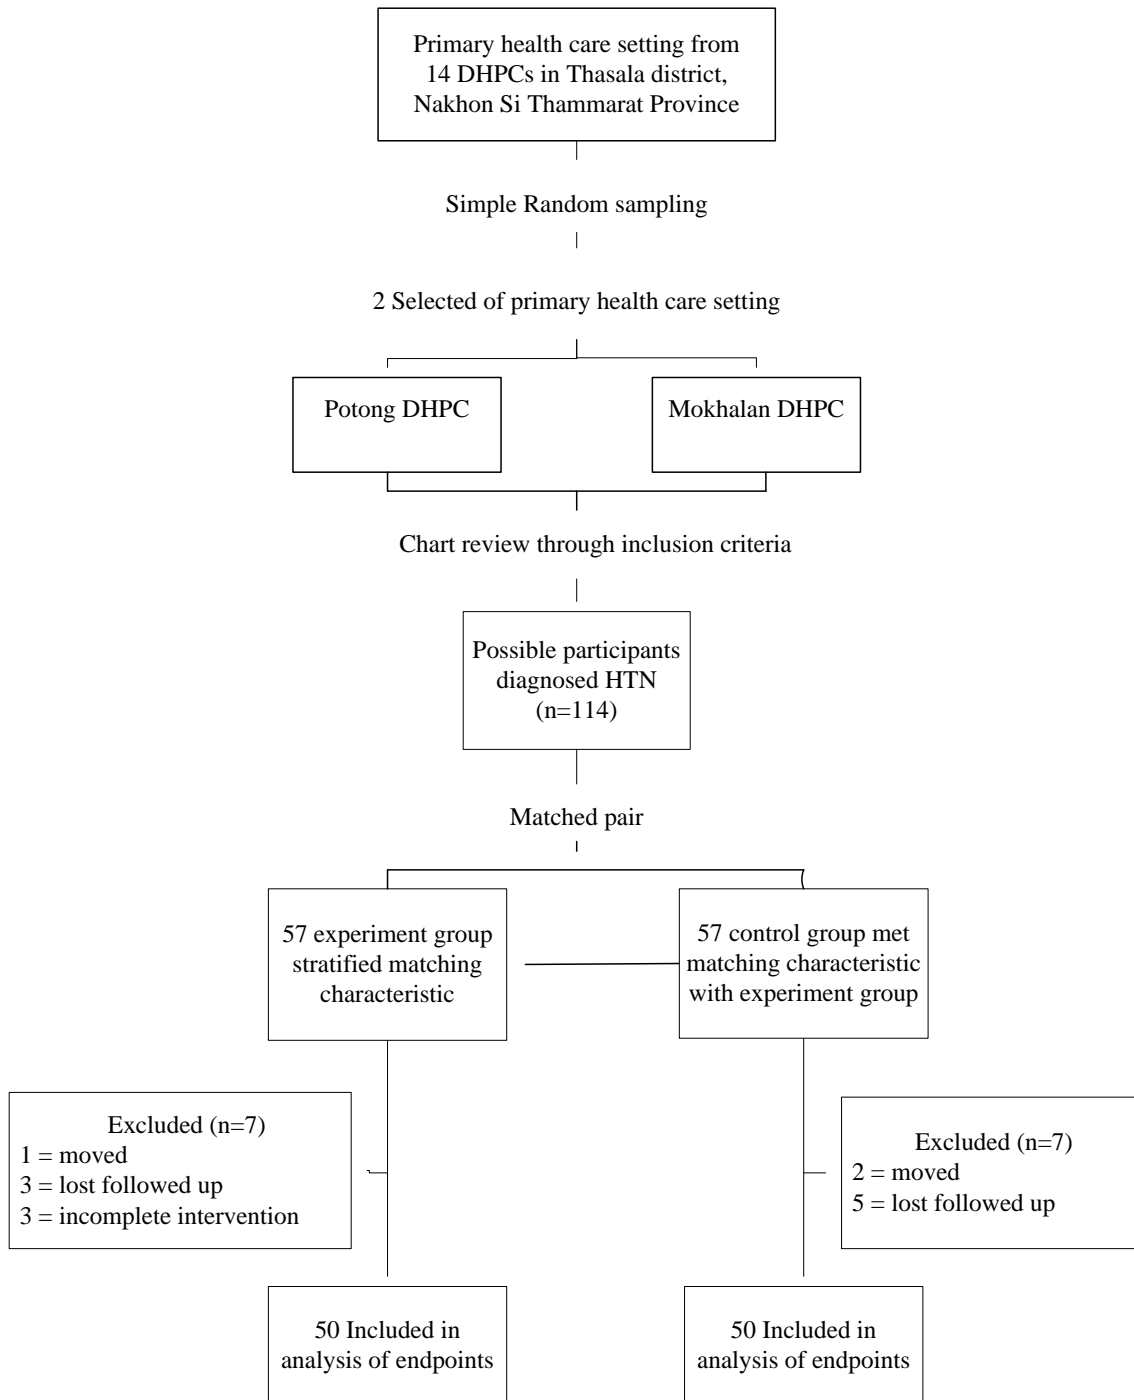 Primary health care setting from
14 DHPCs in Thasala district,
Nakhon Si Thammarat Province
Simple Random sampling
2 Selected of primary health care setting
Potong DHPC
Mokhalan DHPC
Chart review through inclusion criteria
Possible participants
diagnosed HTN
(n=114)
Matched pair
57 experiment group
stratified matching
characteristic
57 control group met
matching characteristic
with experiment group
Excluded (n=7)
1 = moved
3 = lost followed up
3 = incomplete intervention
Excluded (n=7)
2 = moved
5 = lost followed up
50 Included in
analysis of endpoints
50 Included in
analysis of endpoints